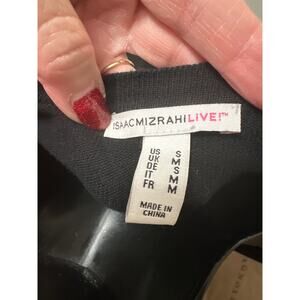 ISAACMIZRAHILIVE!™
US S
UK M
DE S
IT M
FR M
MADE IN
CHINA